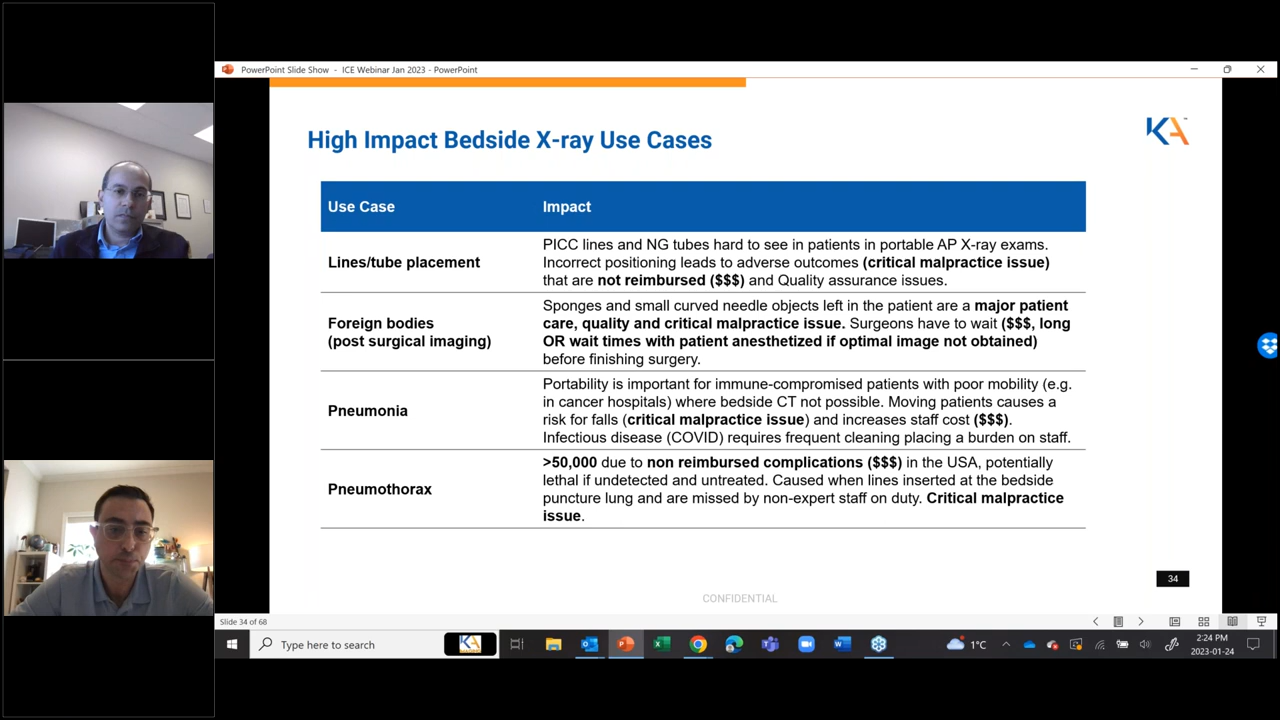 PowerPoint Slide Show - ICE Webinar Jan 2023 - PowerPoint
High Impact Bedside X-ray Use Cases
KA
Use Case
Impact
Lines/tube placement
PICC lines and NG tubes hard to see in patients in portable AP X-ray exams.
Incorrect positioning leads to adverse outcomes (critical malpractice issue)
that are not reimbursed ($$$) and Quality assurance issues.
Foreign bodies
(post surgical imaging)
Sponges and small curved needle objects left in the patient are a major patient
care, quality and critical malpractice issue. Surgeons have to wait ($$$, long
OR wait times with patient anesthetized if optimal image not obtained)
before finishing surgery.
Pneumonia
Portability is important for immune-compromised patients with poor mobility (e.g.
in cancer hospitals) where bedside CT not possible. Moving patients causes a
risk for falls (critical malpractice issue) and increases staff cost ($$$).
Infectious disease (COVID) requires frequent cleaning placing a burden on staff.
Pneumothorax
>50,000 due to non reimbursed complications ($$$) in the USA, potentially
lethal if undetected and untreated. Caused when lines inserted at the bedside
puncture lung and are missed by non-expert staff on duty. Critical malpractice
issue.
34
CONFIDENTIAL
Slide 34 of 68
Type here to search
KA
1°C
2:24 PM
2023-01-24